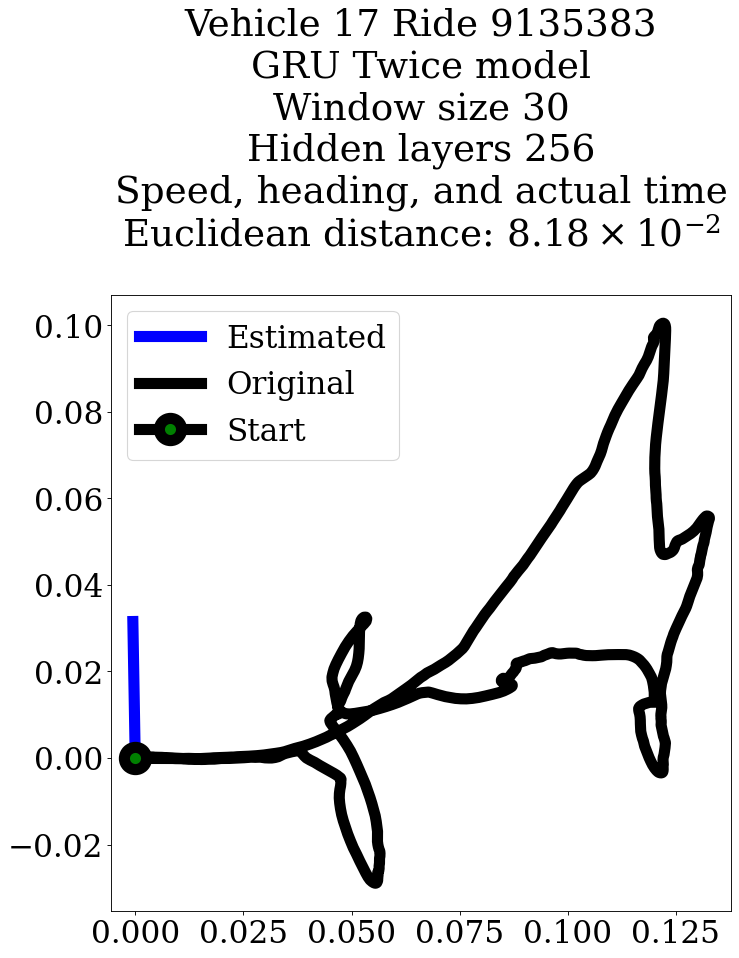 Vehicle 17 Ride 9135383
GRU Twice model
Window size 30
Hidden layers 256
Speed, heading, and actual time
Euclidean distance: 8.18 × 10⁻²
Estimated
Original
Start
0.10
0.08
0.06
0.04
0.02
0.00
−0.02
0.000 0.025 0.050 0.075 0.100 0.125